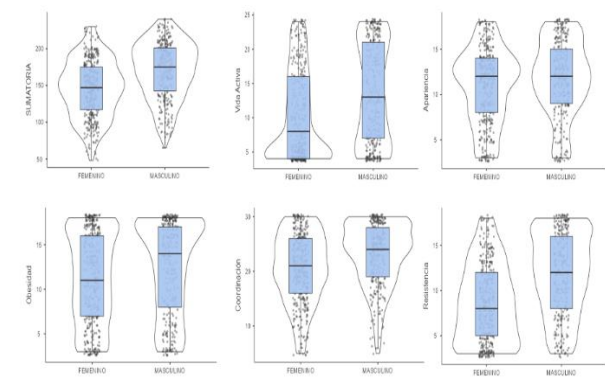 SUMATORIA
200
150
100
50
FEMENINO
MASCULINO
Vida Activa
25
20
15
10
5
FEMENINO
MASCULINO
Apariencia
15
10
5
FEMENINO
MASCULINO
Obesidad
15
10
5
FEMENINO
MASCULINO
Coordinación
30
20
10
FEMENINO
MASCULINO
Resistencia
15
10
5
FEMENINO
MASCULINO